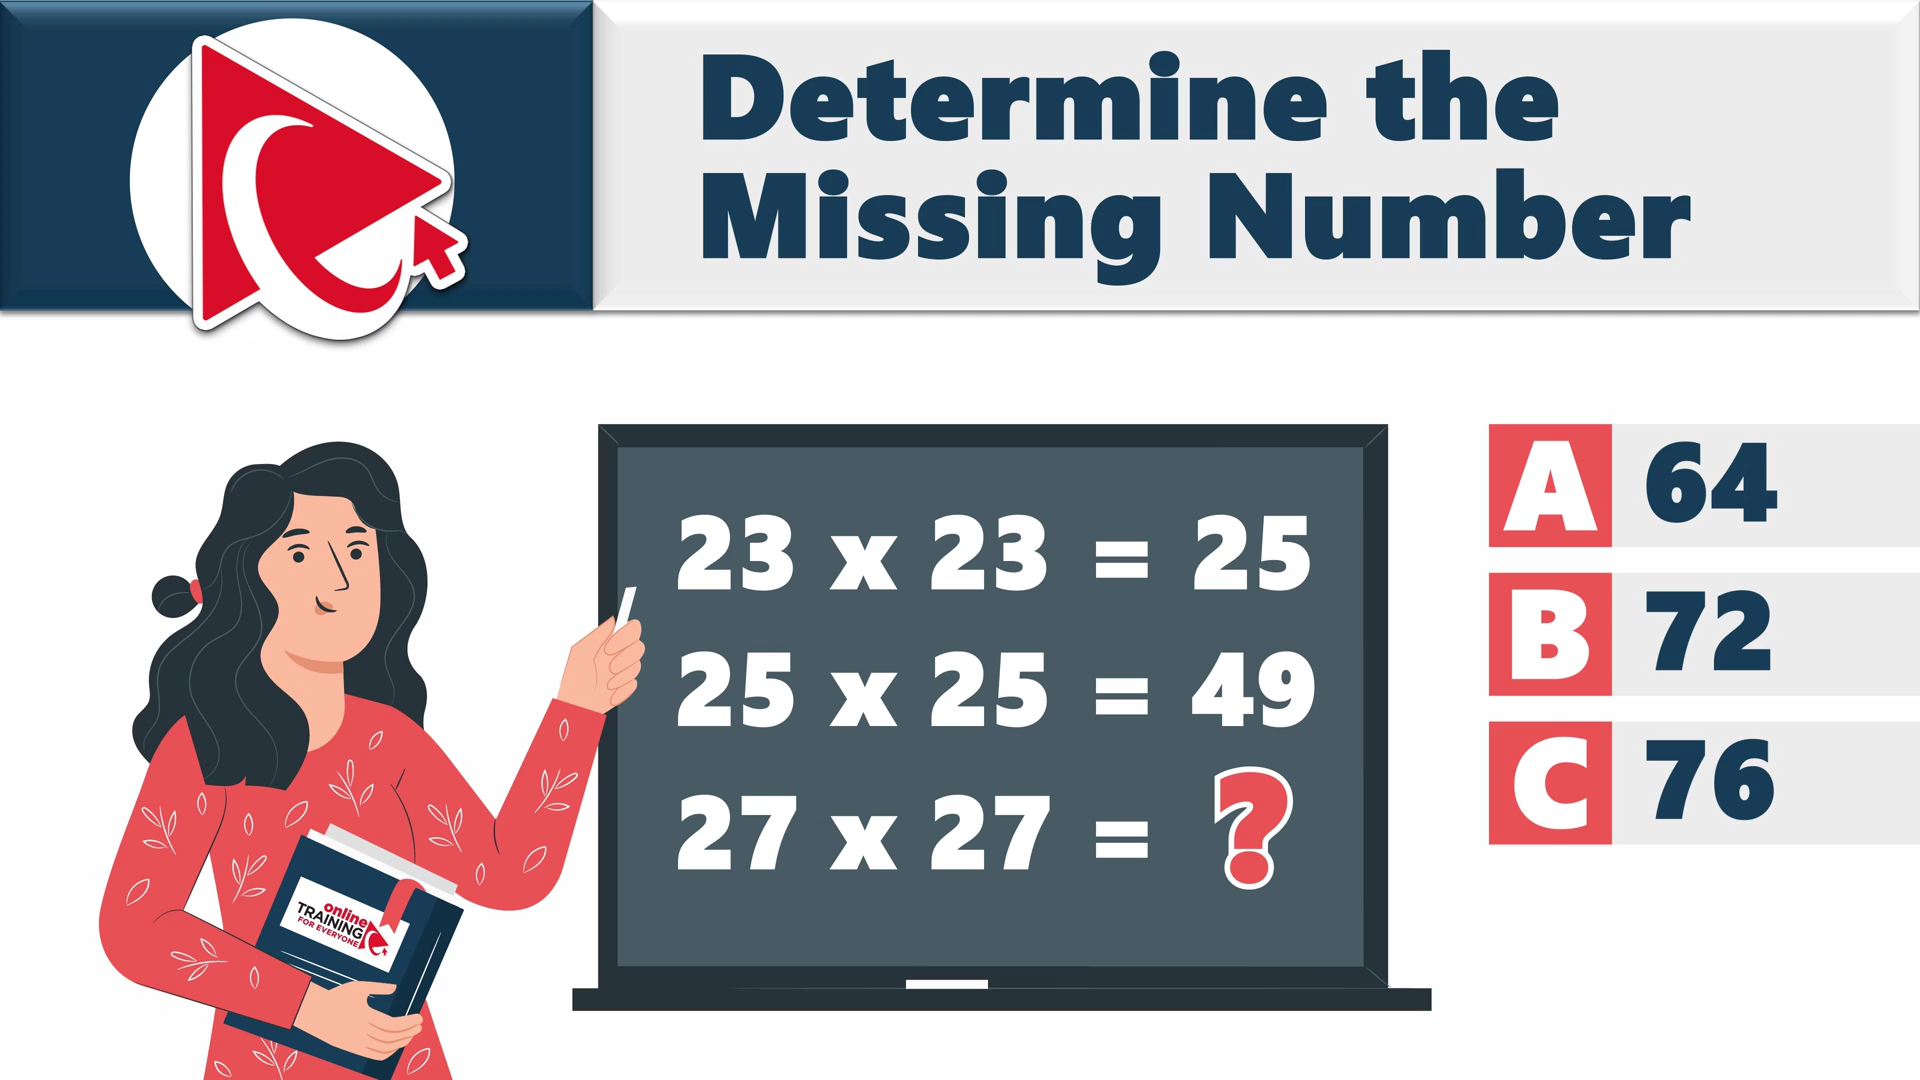 Determine the
Missing Number
23 x 23 = 25
25 x 25 = 49
27 x 27 = ?
A 64
B 72
C 76
online
TRAINING
FOR EVERYONE